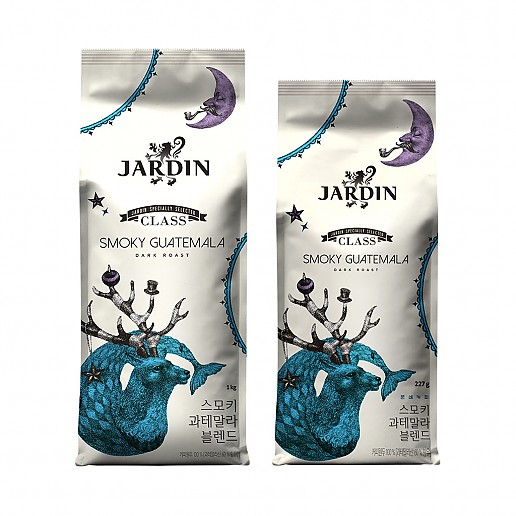 JARDIN
JARDIN SPECIALLY SELECTED
CLASS
SMOKY GUATEMALA
DARK ROAST
1kg
스모키
과테말라
블렌드
JARDIN
JARDIN SPECIALLY SELECTED
CLASS
SMOKY GUATEMALA
DARK ROAST
227g
스모키
과테말라
블렌드